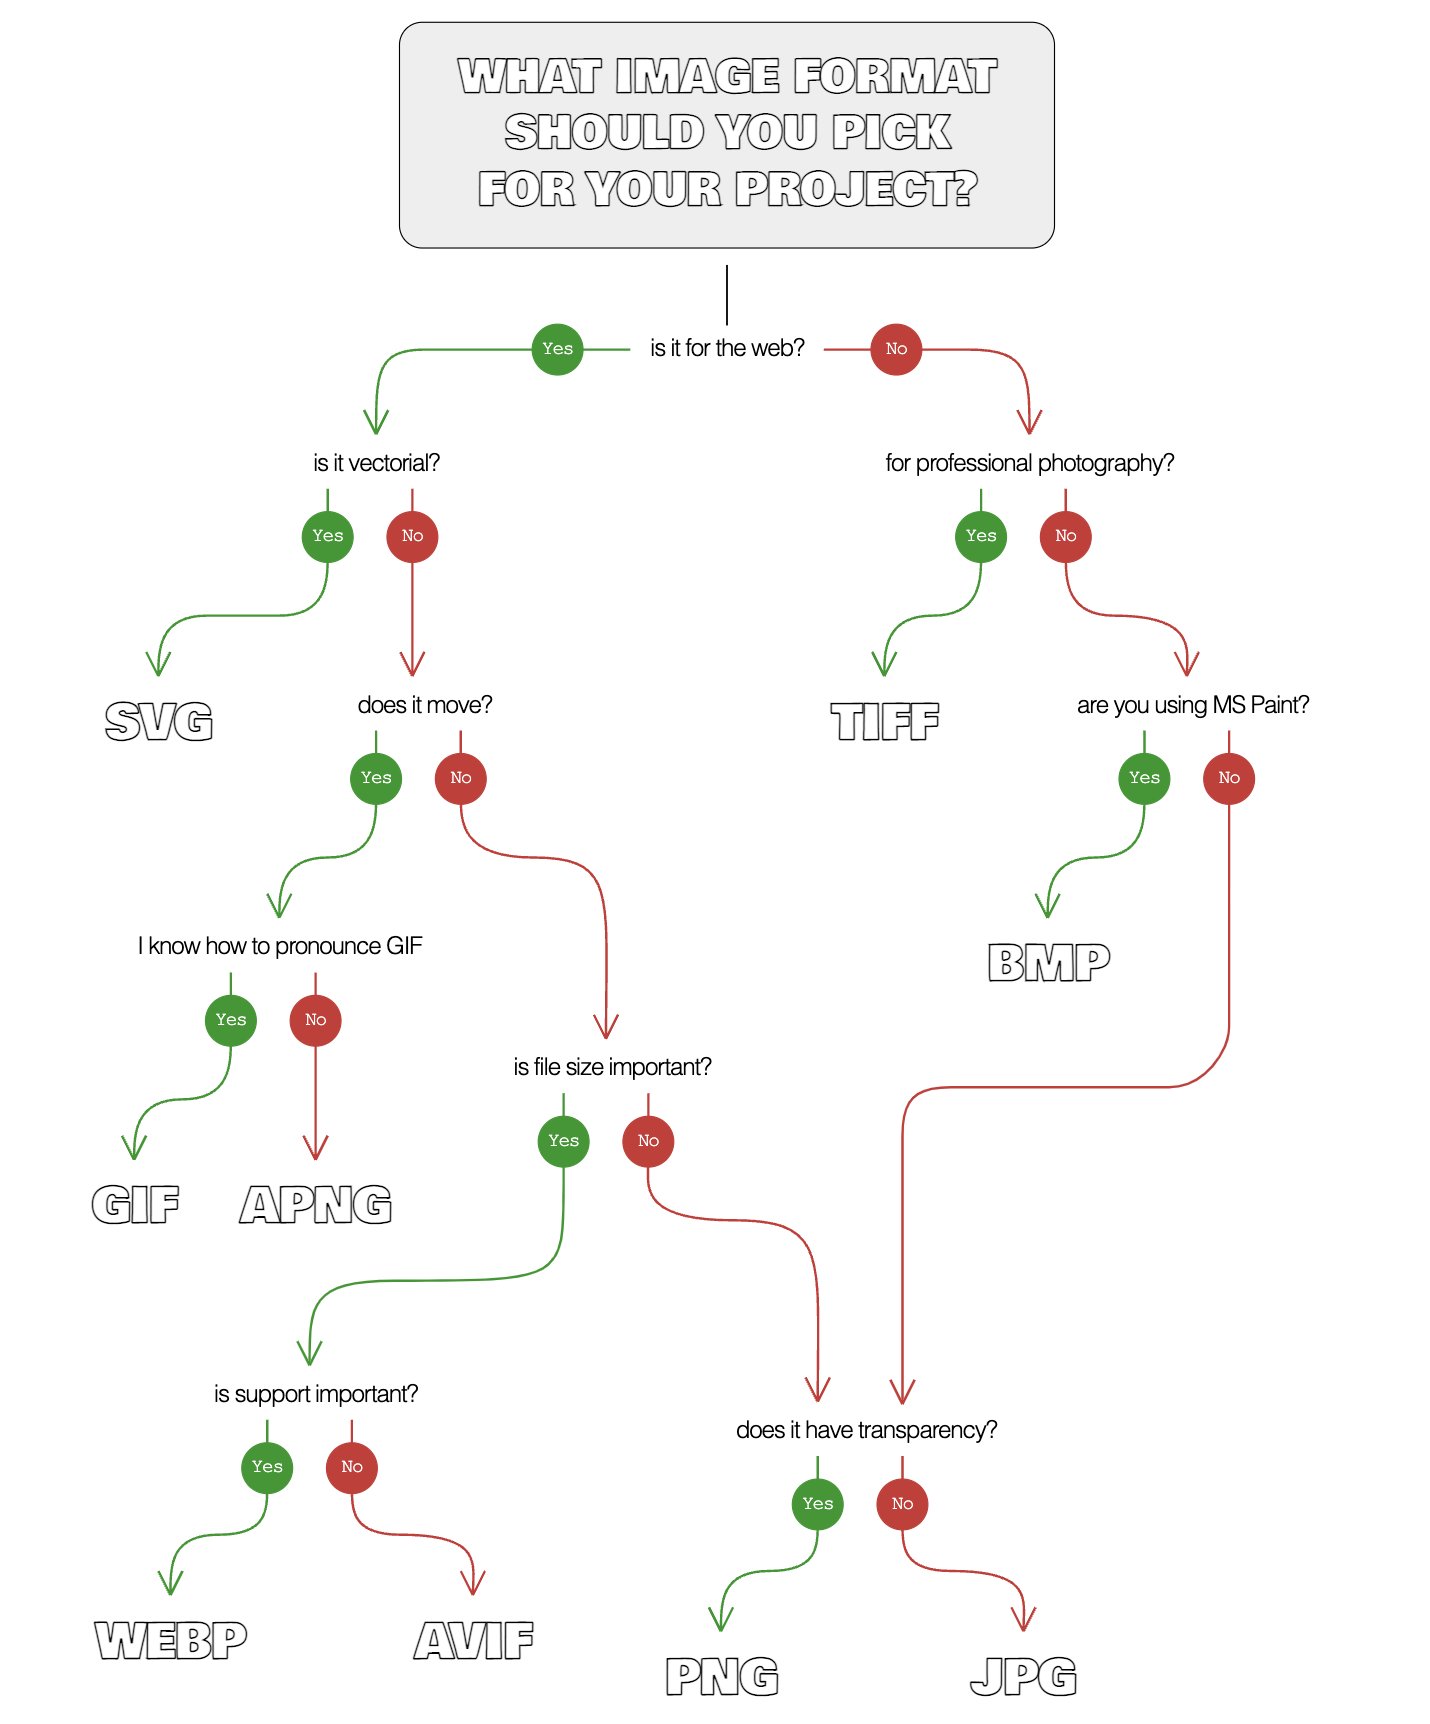 WHAT IMAGE FORMAT
SHOULD YOU PICK
FOR YOUR PROJECT?
Yes
is it for the web?
No
is it vectorial?
for professional photography?
Yes
No
Yes
No
SVG
does it move?
TIFF
are you using MS Paint?
Yes
No
Yes
No
I know how to pronounce GIF
BMP
Yes
No
is file size important?
Yes
No
GIF
APNG
is support important?
does it have transparency?
Yes
No
Yes
No
WEBP
AVIF
PNG
JPG